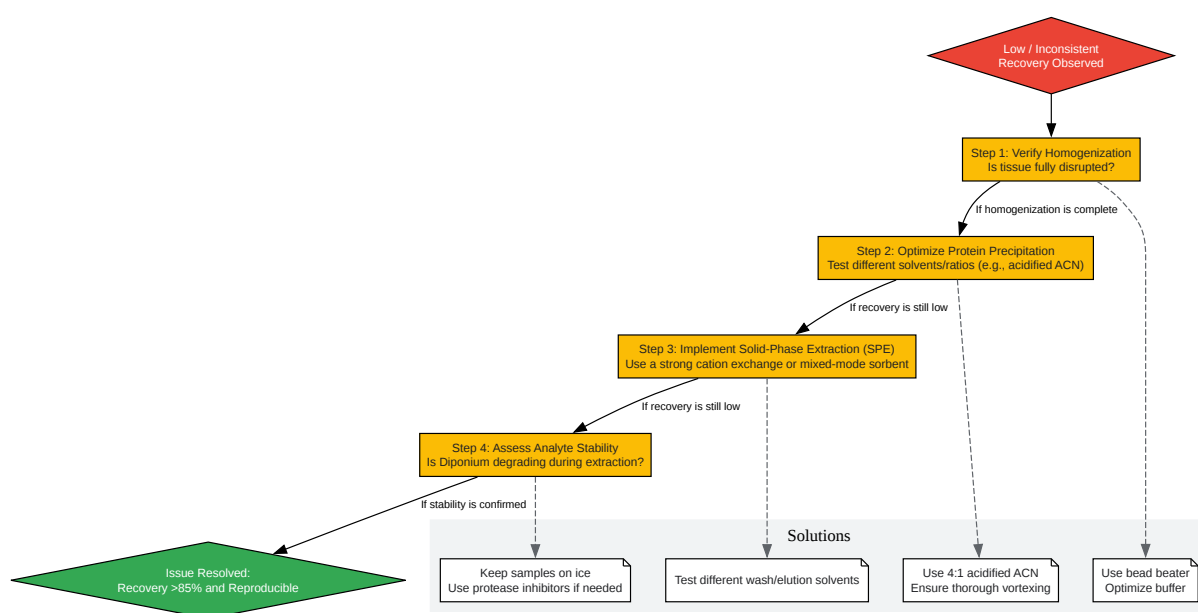 Low / Inconsistent
Recovery Observed
Step 1: Verify Homogenization
Is tissue fully disrupted?
If homogenization is complete
Step 2: Optimize Protein Precipitation
Test different solvents/ratios (e.g., acidified ACN)
If recovery is still low
Step 3: Implement Solid-Phase Extraction (SPE)
Use a strong cation exchange or mixed-mode sorbent
If recovery is still low
Step 4: Assess Analyte Stability
Is Diponium degrading during extraction?
If stability is confirmed
Issue Resolved:
Recovery >85% and Reproducible
Solutions
Keep samples on ice
Use protease inhibitors if needed
Test different wash/elution solvents
Use 4:1 acidified ACN
Ensure thorough vortexing
Use bead beater
Optimize buffer